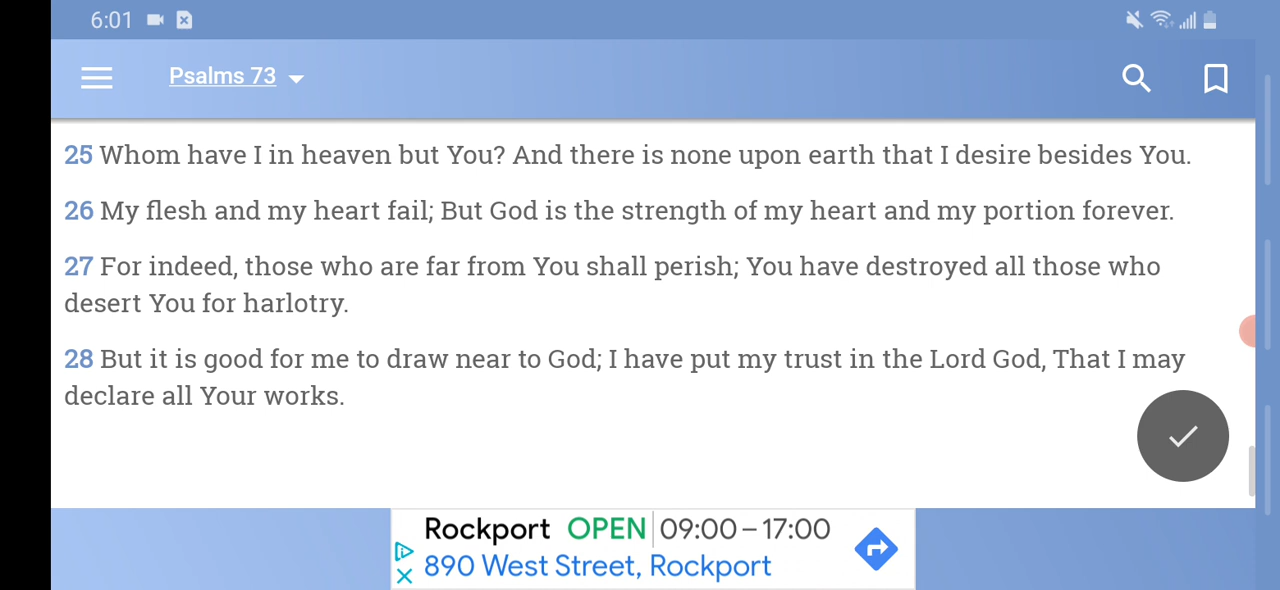 6:01
Psalms 73
25 Whom have I in heaven but You? And there is none upon earth that I desire besides You.
26 My flesh and my heart fail; But God is the strength of my heart and my portion forever.
27 For indeed, those who are far from You shall perish; You have destroyed all those who
desert You for harlotry.
28 But it is good for me to draw near to God; I have put my trust in the Lord God, That I may
declare all Your works.
Rockport OPEN 09:00 – 17:00
890 West Street, Rockport